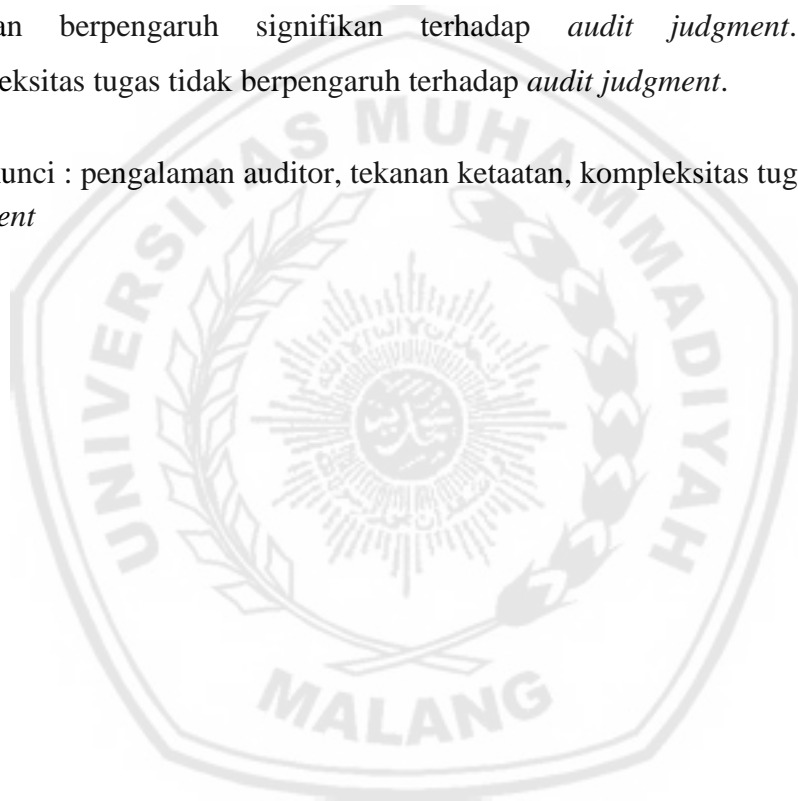 an berpengaruh signifikan terhadap audit judgment.
eksitas tugas tidak berpengaruh terhadap audit judgment.
unci : pengalaman auditor, tekanan ketaatan, kompleksitas tug
ent
UNIVERSITAS MUHAMMADIYAH
MALANG